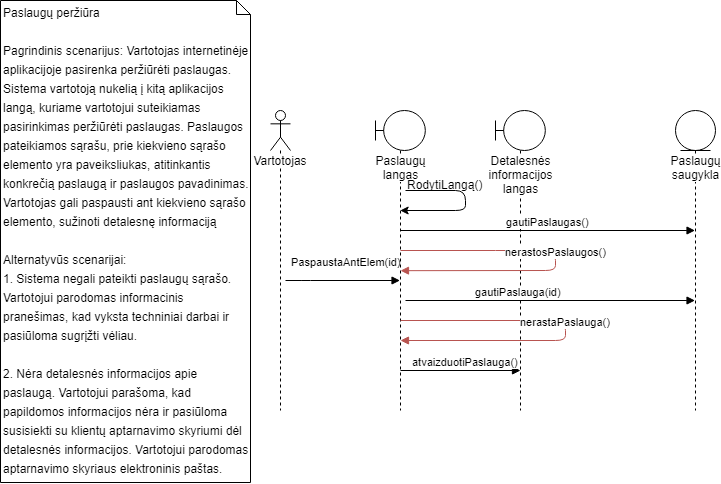 Paslaugų peržiūra
Pagrindinis scenarijus: Vartotojas internetinėje
aplikacijoje pasirenka peržiūrėti paslaugas.
Sistema vartotoją nukelią į kitą aplikacijos
langą, kuriame vartotojui suteikiamas
pasirinkimas peržiūrėti paslaugas. Paslaugos
pateikiamos sąrašu, prie kiekvieno sąrašo
elemento yra paveiksliukas, atitinkantis
konkrečią paslaugą ir paslaugos pavadinimas.
Vartotojas gali paspausti ant kiekvieno sąrašo
elemento, sužinoti detalesnę informaciją
Alternatyvūs scenarijai:
1. Sistema negali pateikti paslaugų sąrašo.
Vartotojui parodomas informacinis
pranešimas, kad vyksta techniniai darbai ir
pasiūloma sugrįžti vėliau.
2. Nėra detalesnės informacijos apie
paslaugą. Vartotojui parašoma, kad
papildomos informacijos nėra ir pasiūloma
susisiekti su klientų aptarnavimo skyriumi dėl
detalesnės informacijos. Vartotojui parodomas
aptarnavimo skyriaus elektroninis paštas.
Vartotojas
Paslaugų
langas
Detalesnės
informacijos
langas
Paslaugų
saugykla
RodytiLangą()
gautiPaslaugas()
nerastosPaslaugos()
PaspaustaAntElem(id)
gautiPaslauga(id)
nerastaPaslauga()
atvaizduotiPaslauga()